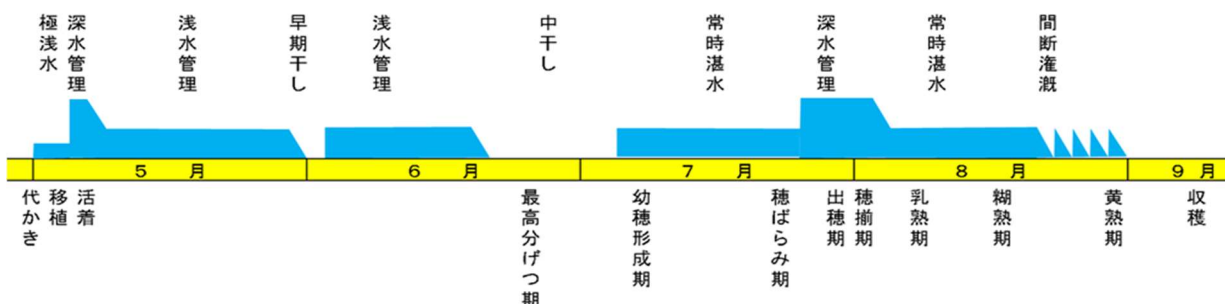 極浅水
深水管理
浅水管理
早期干し
浅水管理
中干し
常時湛水
深水管理
常時湛水
間断潅漑
5 月
6 月
7 月
8 月
9 月
代かき
移植
活着
最高分げつ期
幼穂形成期
穂ばらみ期
出穂期
穂揃期
乳熟期
糊熟期
黄熟期
収穫